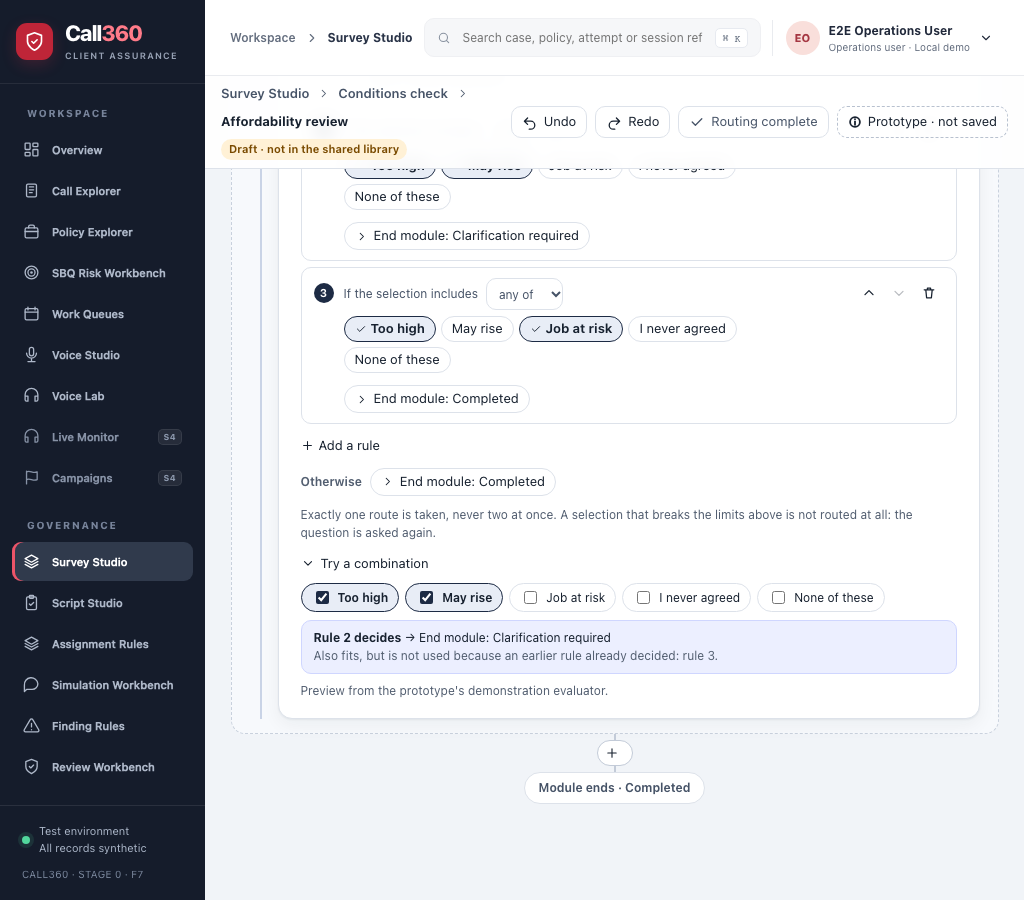 Call360
CLIENT ASSURANCE
WORKSPACE
Overview
Call Explorer
Policy Explorer
SBQ Risk Workbench
Work Queues
Voice Studio
Voice Lab
Live Monitor S4
Campaigns S4
GOVERNANCE
Survey Studio
Script Studio
Assignment Rules
Simulation Workbench
Finding Rules
Review Workbench
Test environment
All records synthetic
CALL360 · STAGE 0 · F7
Workspace > Survey Studio
Search case, policy, attempt or session ref ⌘ K
EO
E2E Operations User
Operations user · Local demo
Survey Studio > Conditions check >
Affordability review
Draft · not in the shared library
Undo
Redo
Routing complete
Prototype · not saved
None of these
> End module: Clarification required
3 If the selection includes any of
Too high May rise Job at risk I never agreed
None of these
> End module: Completed
+ Add a rule
Otherwise > End module: Completed
Exactly one route is taken, never two at once. A selection that breaks the limits above is not routed at all: the
question is asked again.
Try a combination
Too high May rise Job at risk I never agreed None of these
Rule 2 decides → End module: Clarification required
Also fits, but is not used because an earlier rule already decided: rule 3.
Preview from the prototype's demonstration evaluator.
+
Module ends · Completed